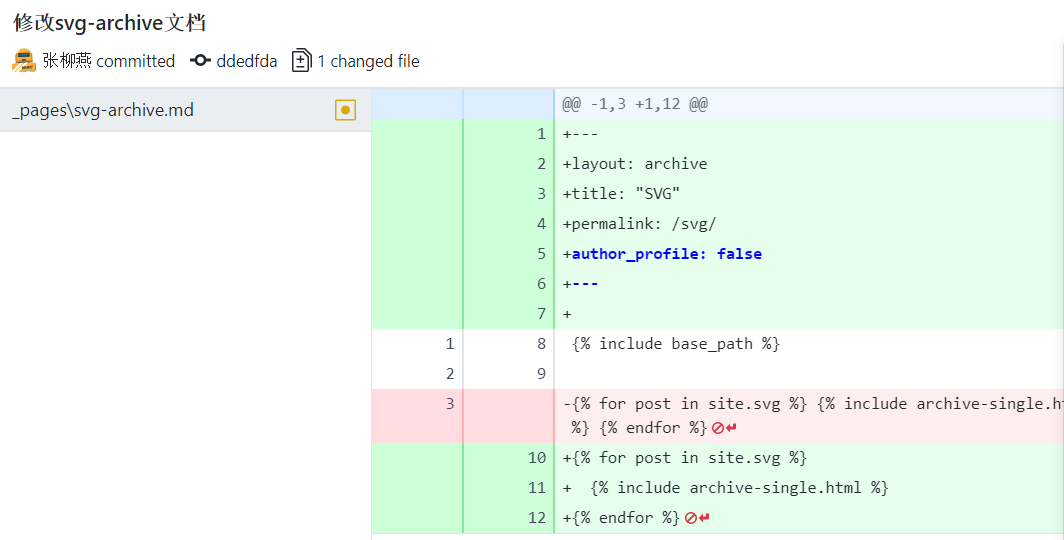 修改svg-archive文档
张柳燕 committed ddedfda 1 changed file
_pages\svg-archive.md
@@ -1,3 +1,12 @@
1 +---
2 +layout: archive
3 +title: "SVG"
4 +permalink: /svg/
5 +author_profile: false
6 +---
7 +
1 8 {% include base_path %}
2 9
3 -{% for post in site.svg %} {% include archive-single.ht
%} {% endfor %}
10 +{% for post in site.svg %}
11 +  {% include archive-single.html %}
12 +{% endfor %}